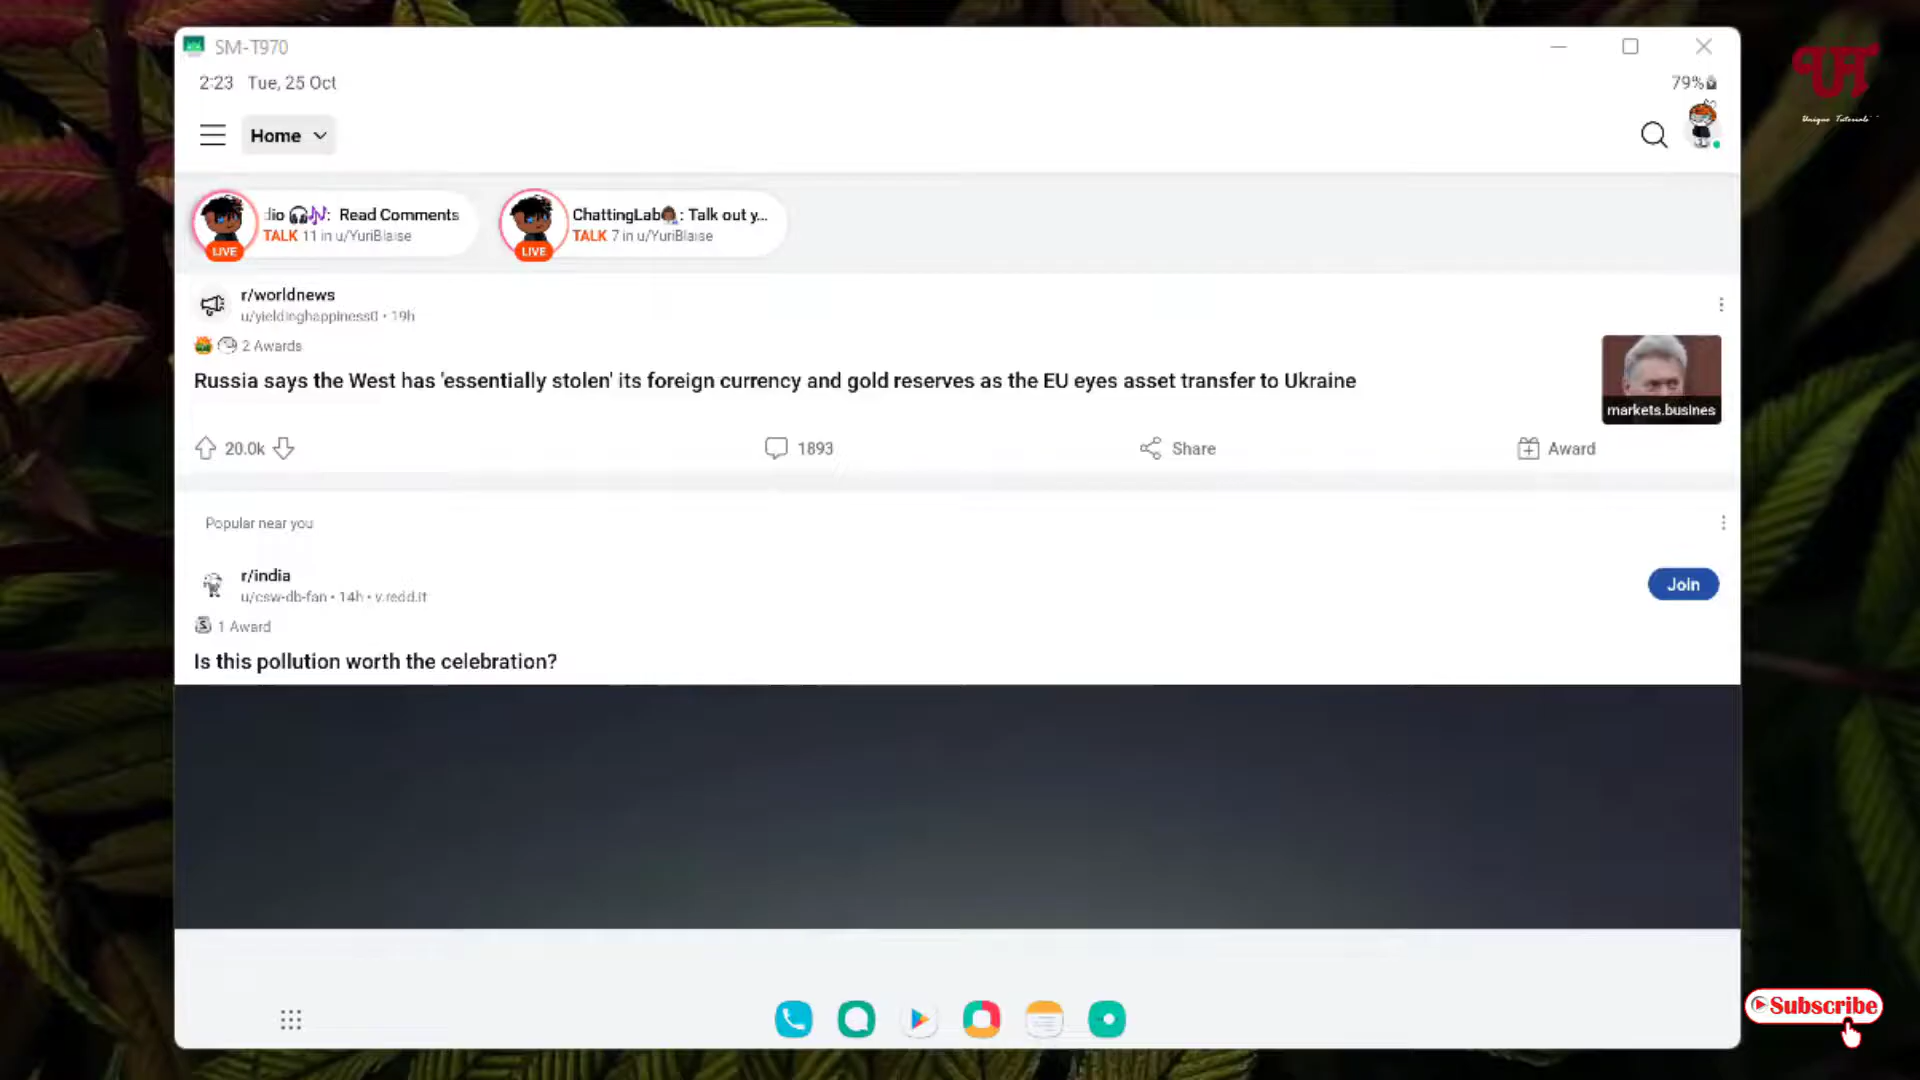 SM-T970
2:23 Tue, 25 Oct
79%
Home
dio 🎧🎶: Read Comments
TALK 11 in u/YuriBlaise
LIVE
ChattingLab: Talk out y...
TALK 7 in u/YuriBlaise
LIVE
r/worldnews
u/yieldinghappiness0 • 19h
2 Awards
Russia says the West has 'essentially stolen' its foreign currency and gold reserves as the EU eyes asset transfer to Ukraine
markets.busines
20.0k
1893
Share
Award
Popular near you
r/india
u/csw-db-fan • 14h • v.redd.it
Join
1 Award
Is this pollution worth the celebration?
UT
Unique Tutorials
Subscribe